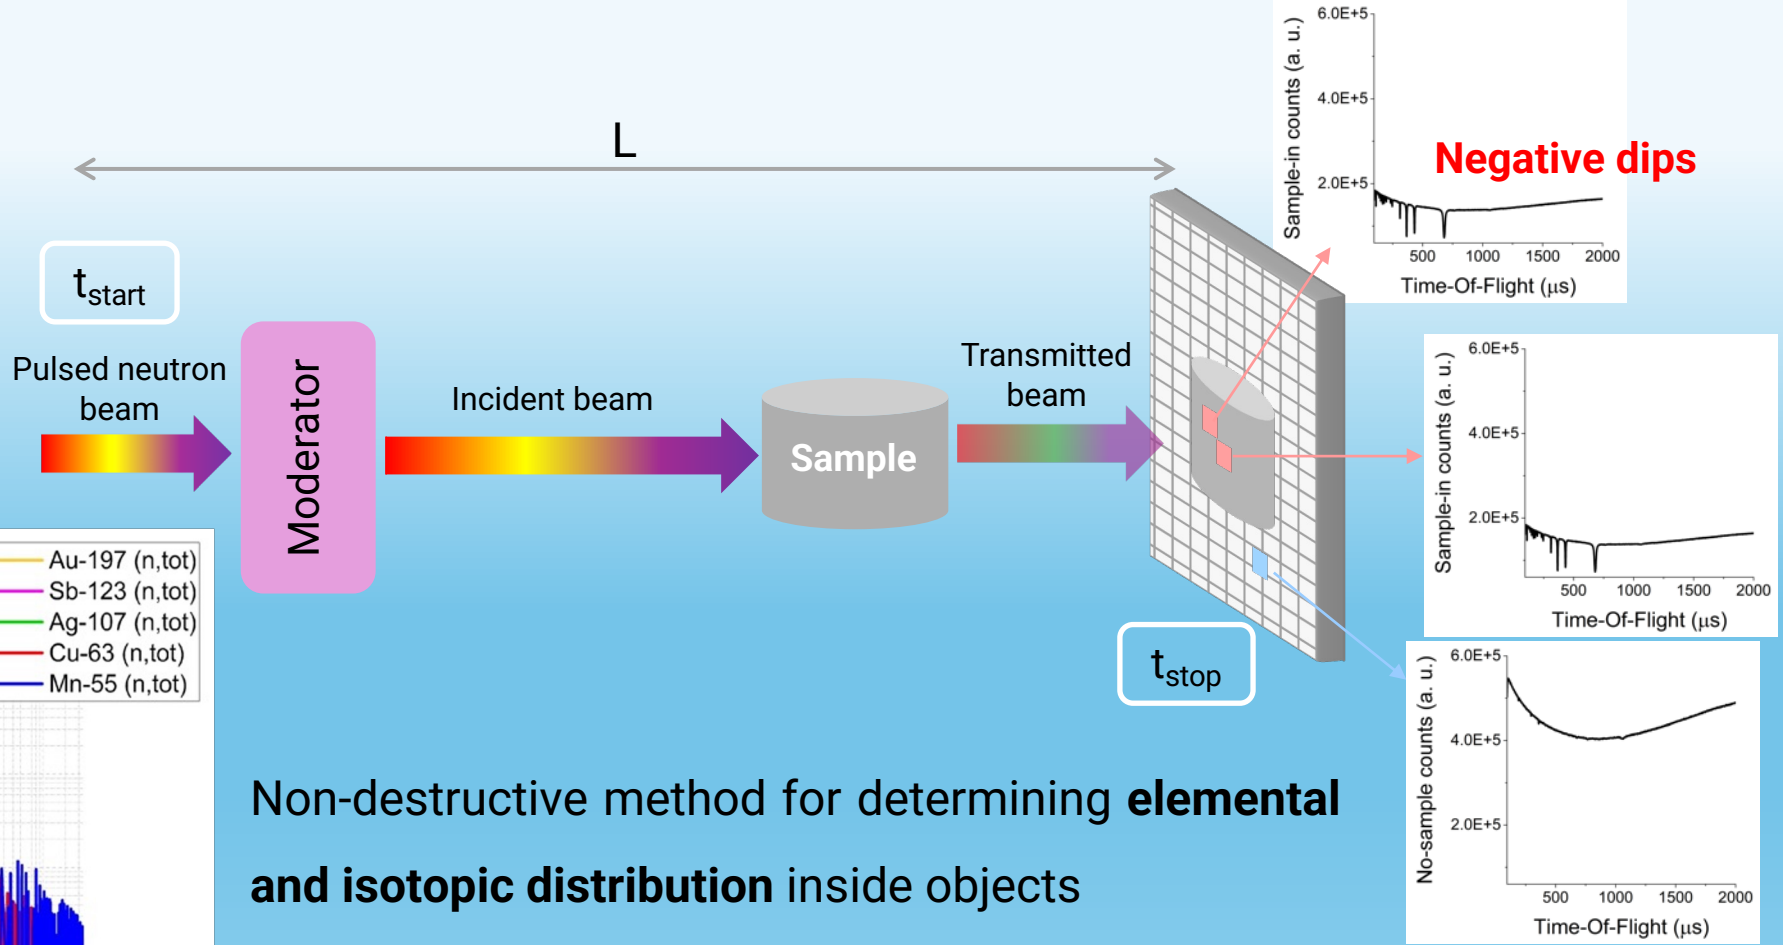 6.0E+5
4.0E+5
2.0E+5
Sample-in counts (a. u.)
Negative dips
500 1000 1500 2000
Time-Of-Flight (μs)
L
t_start
Pulsed neutron
beam
Moderator
Incident beam
Sample
Transmitted
beam
6.0E+5
4.0E+5
2.0E+5
Sample-in counts (a. u.)
500 1000 1500 2000
Time-Of-Flight (μs)
Au-197 (n,tot)
Sb-123 (n,tot)
Ag-107 (n,tot)
Cu-63 (n,tot)
Mn-55 (n,tot)
t_stop
6.0E+5
4.0E+5
2.0E+5
No-sample counts (a. u.)
500 1000 1500 2000
Time-Of-Flight (μs)
Non-destructive method for determining elemental
and isotopic distribution inside objects